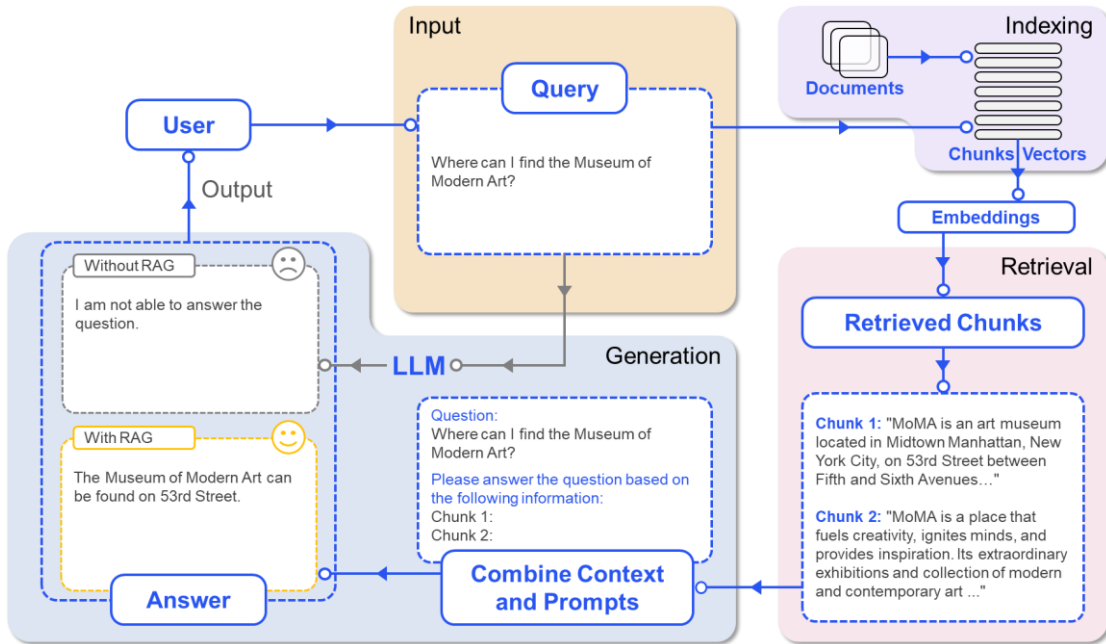 Input
Query
Where can I find the Museum of
Modern Art?
Indexing
Documents
Chunks Vectors
Embeddings
User
Output
Retrieval
Retrieved Chunks
Chunk 1: "MoMA is an art museum
located in Midtown Manhattan, New
York City, on 53rd Street between
Fifth and Sixth Avenues…"
Chunk 2: "MoMA is a place that
fuels creativity, ignites minds, and
provides inspiration. Its extraordinary
exhibitions and collection of modern
and contemporary art ..."
Generation
LLM
Question:
Where can I find the Museum of
Modern Art?
Please answer the question based on
the following information:
Chunk 1:
Chunk 2:
Combine Context
and Prompts
Without RAG
I am not able to answer the
question.
With RAG
The Museum of Modern Art can
be found on 53rd Street.
Answer